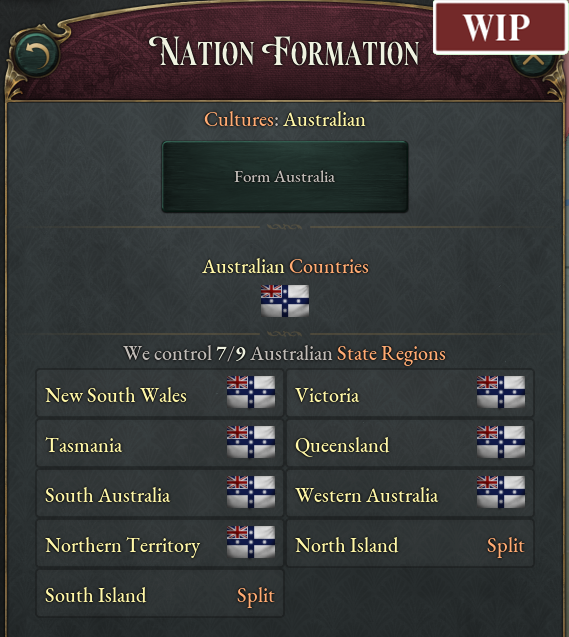 WIP
Nation Formation
Cultures: Australian
Form Australia
Australian Countries
We control 7/9 Australian State Regions
New South Wales
Victoria
Tasmania
Queensland
South Australia
Western Australia
Northern Territory
North Island Split
South Island Split